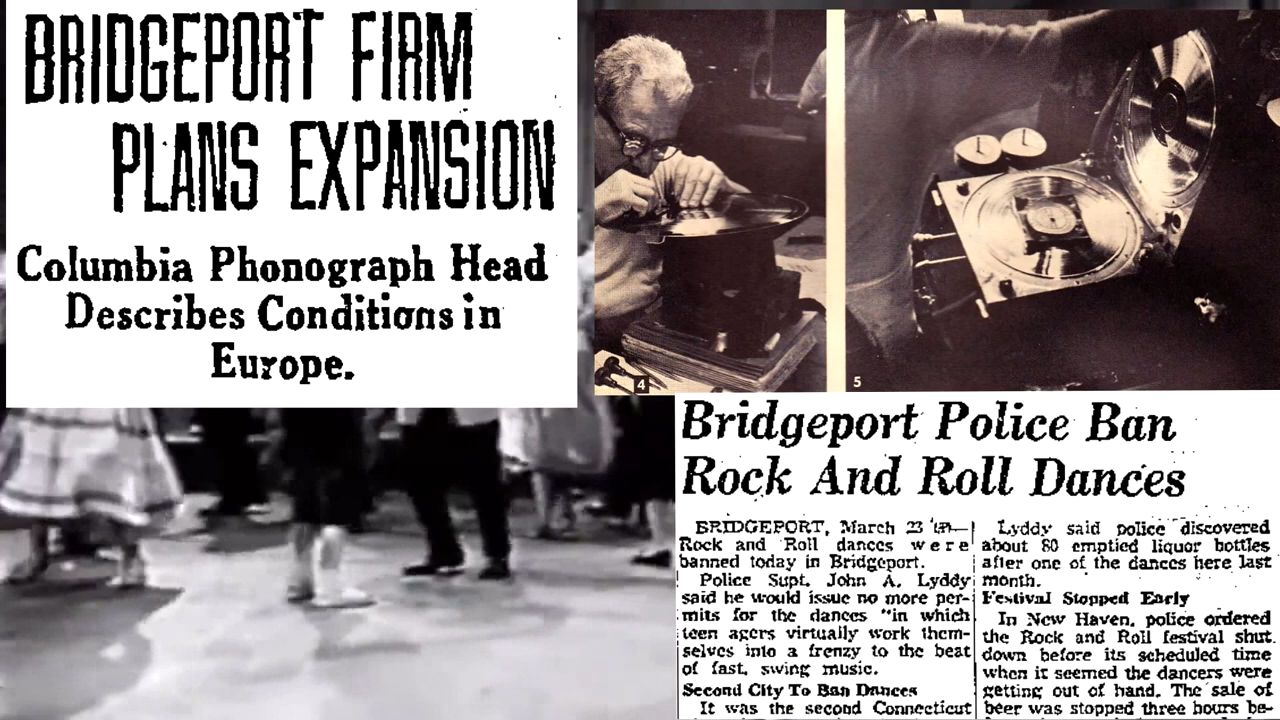 BRIDGEPORT FIRM
PLANS EXPANSION
Columbia Phonograph Head
Describes Conditions in
Europe.
4
5
Bridgeport Police Ban
Rock And Roll Dances
BRIDGEPORT, March 23
Rock and Roll dances were
banned today in Bridgeport.
Police Supt. John A. Lyddy
said he would issue no more per-
mits for the dances "in which
teen agers virtually work them-
selves into a frenzy to the beat
of fast, swing music.
Second City To Ban Dances
It was the second Connecticut
Lyddy said police discovered
about 80 emptied liquor bottles
after one of the dances here last
month.
Festival Stopped Early
In New Haven, police ordered
the Rock and Roll festival shut
down before its scheduled time
when it seemed the dancers were
getting out of hand. The sale of
beer was stopped three hours be-